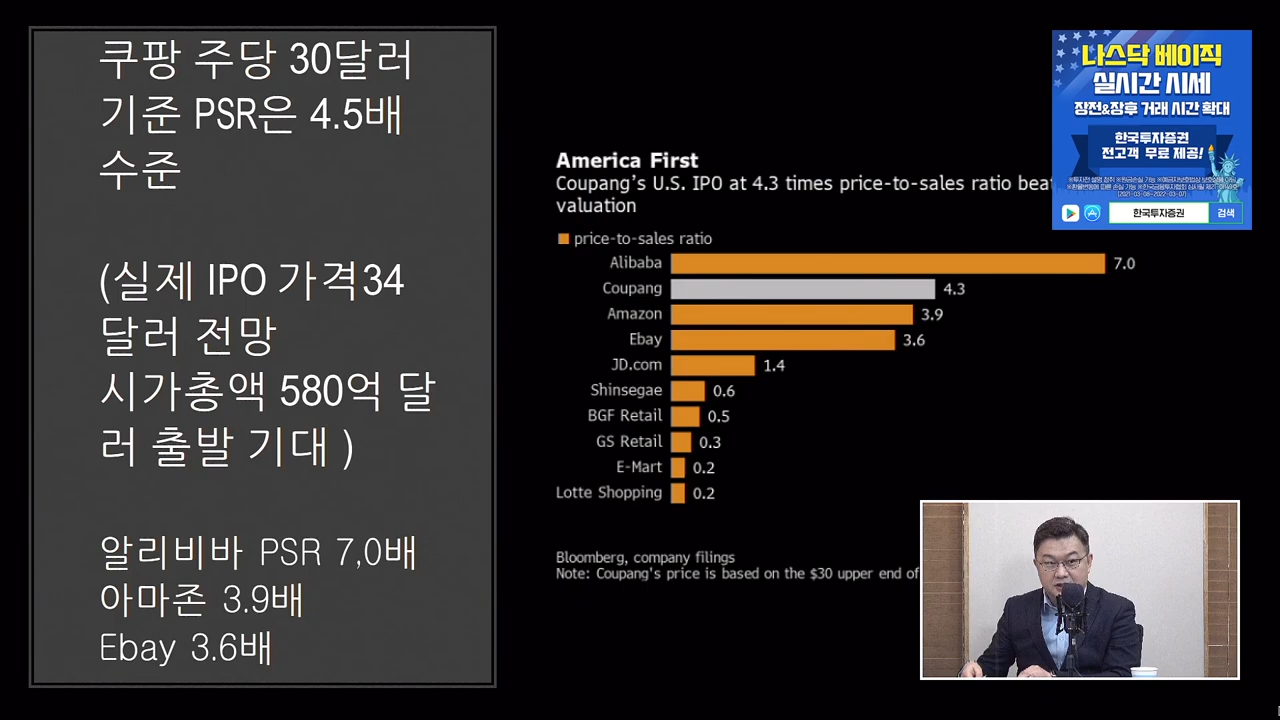 쿠팡 주당 30달러
기준 PSR은 4.5배
수준
(실제 IPO 가격34
달러 전망
시가총액 580억 달
러 출발 기대 )
알리비바 PSR 7,0배
아마존 3.9배
Ebay 3.6배
America First
Coupang's U.S. IPO at 4.3 times price-to-sales ratio beat
valuation
price-to-sales ratio
Alibaba 7.0
Coupang 4.3
Amazon 3.9
Ebay 3.6
JD.com 1.4
Shinsegae 0.6
BGF Retail 0.5
GS Retail 0.3
E-Mart 0.2
Lotte Shopping 0.2
Bloomberg, company filings
Note: Coupang's price is based on the $30 upper end of
나스닥 베이직
실시간 시세
장전&장후 거래 시간 확대
한국투자증권
전고객 무료 제공!
한국투자증권 검색